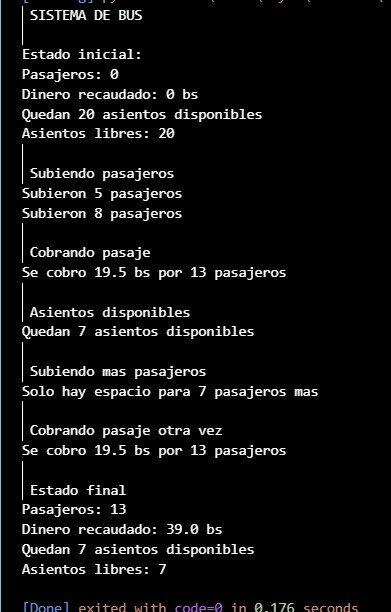 SISTEMA DE BUS
Estado inicial:
Pasajeros: 0
Dinero recaudado: 0 bs
Quedan 20 asientos disponibles
Asientos libres: 20
Subiendo pasajeros
Subieron 5 pasajeros
Subieron 8 pasajeros
Cobrando pasaje
Se cobro 19.5 bs por 13 pasajeros
Asientos disponibles
Quedan 7 asientos disponibles
Subiendo mas pasajeros
Solo hay espacio para 7 pasajeros mas
Cobrando pasaje otra vez
Se cobro 19.5 bs por 13 pasajeros
Estado final
Pasajeros: 13
Dinero recaudado: 39.0 bs
Quedan 7 asientos disponibles
Asientos libres: 7
[Done] exited with code=0 in 0.176 seconds